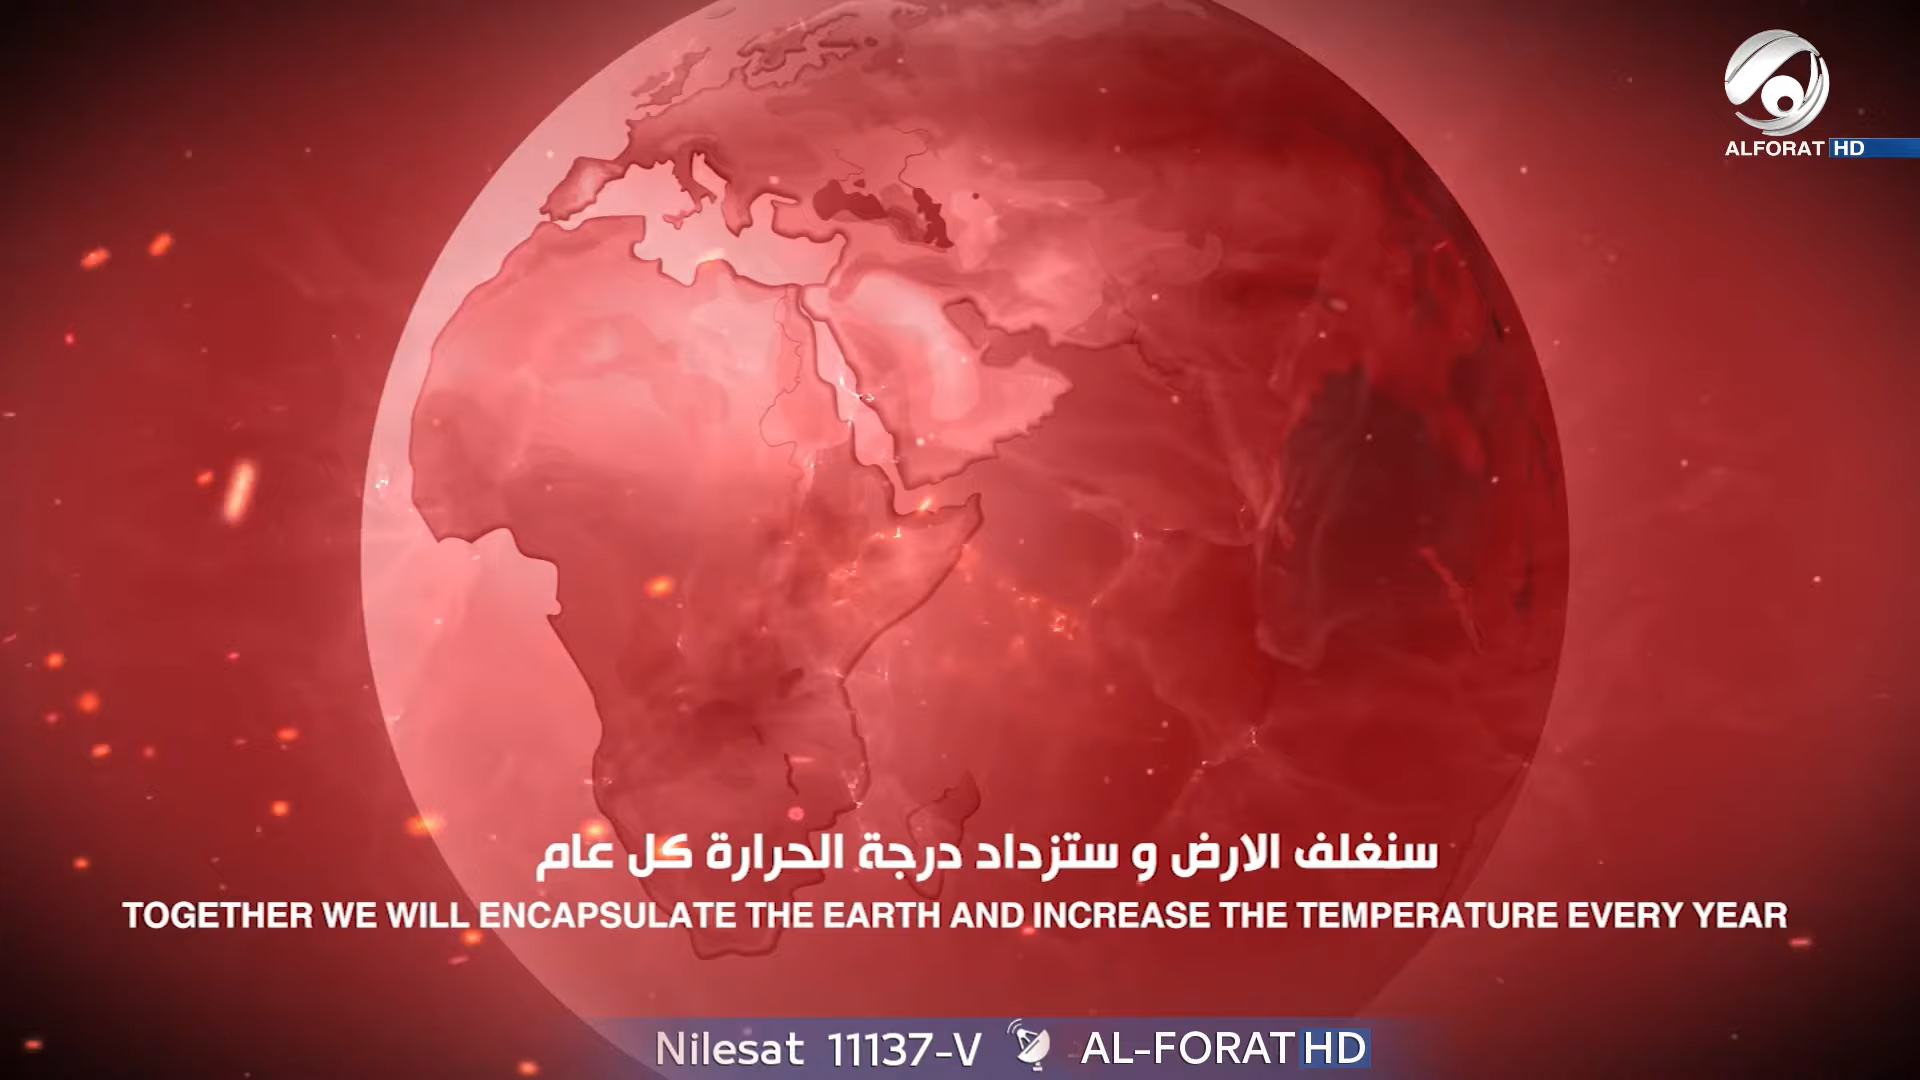 ALFORAT HD
سنغلف الارض و ستزداد درجة الحرارة كل عام
TOGETHER WE WILL ENCAPSULATE THE EARTH AND INCREASE THE TEMPERATURE EVERY YEAR
Nilesat 11137-V AL-FORAT HD